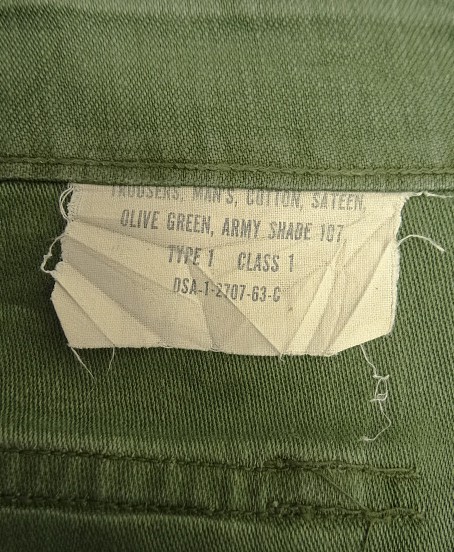 TROUSERS, MAN'S, COTTON, SATEEN,
OLIVE GREEN, ARMY SHADE 107,
TYPE 1 CLASS 1
DSA-1-2707-63-C